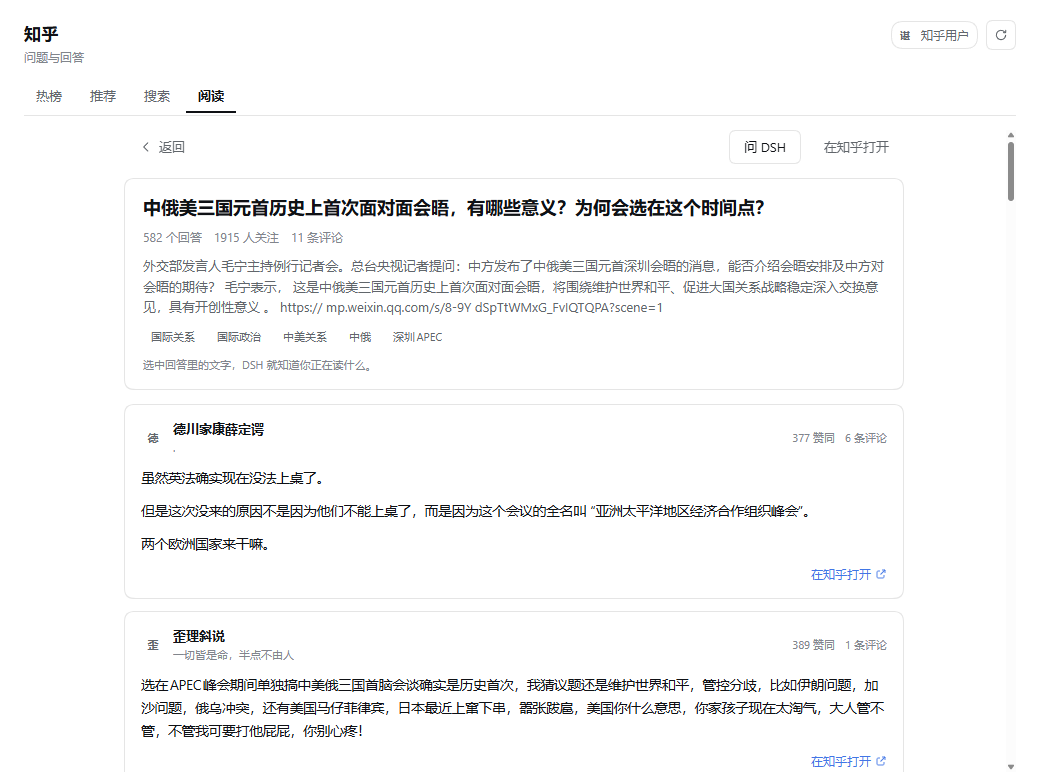 知乎
问题与回答
谌 知乎用户
热榜 推荐 搜索 阅读
返回 问 DSH 在知乎打开
中俄美三国元首历史上首次面对面会晤，有哪些意义？为何会选在这个时间点？
582 个回答 1915 人关注 11 条评论
外交部发言人毛宁主持例行记者会。总台央视记者提问：中方发布了中俄美三国元首深圳会晤的消息，能否介绍会晤安排及中方对
会晤的期待？ 毛宁表示， 这是中俄美三国元首历史上首次面对面会晤，将围绕维护世界和平、促进大国关系战略稳定深入交换意
见，具有开创性意义 。 https:// mp.weixin.qq.com/s/8-9Y dSpTtWMxG_FvIQTQPA?scene=1
国际关系 国际政治 中美关系 中俄 深圳 APEC
选中回答里的文字，DSH 就知道你正在读什么。
德 德川家康薛定谔
.
377 赞同 6 条评论
虽然英法确实现在没法上桌了。
但是这次没来的原因不是因为他们不能上桌了，而是因为这个会议的全名叫 “亚洲太平洋地区经济合作组织峰会”。
两个欧洲国家来干嘛。
在知乎打开
歪 歪理斜说
一切皆是命，半点不由人
389 赞同 1 条评论
选在 APEC 峰会期间单独搞中美俄三国首脑会谈确实是历史首次，我猜议题还是维护世界和平，管控分歧，比如伊朗问题，加
沙问题，俄乌冲突，还有美国马仔菲律宾，日本最近上窜下串，嚣张跋扈，美国你什么意思，你家孩子现在太淘气，大人管不
管，不管我可要打他屁屁，你别心疼！
在知乎打开